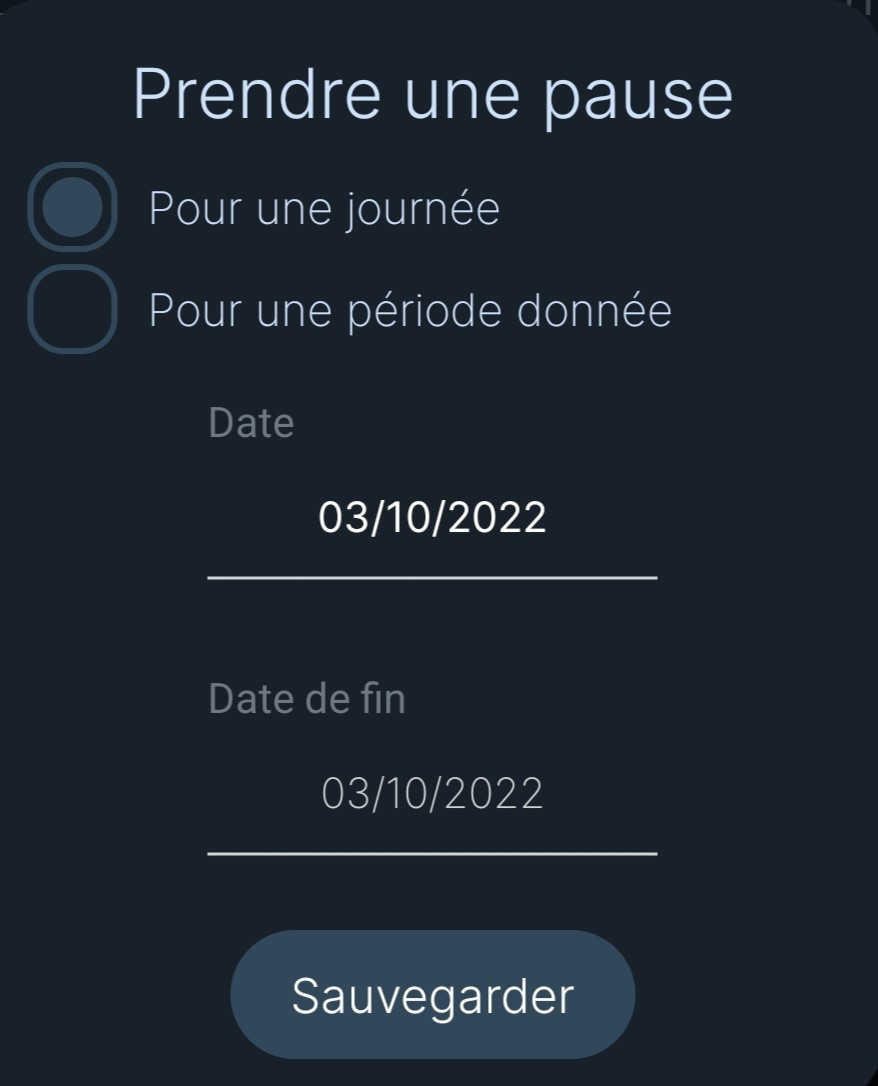 Prendre une pause
Pour une journée
Pour une période donnée
Date
03/10/2022
Date de fin
03/10/2022
Sauvegarder